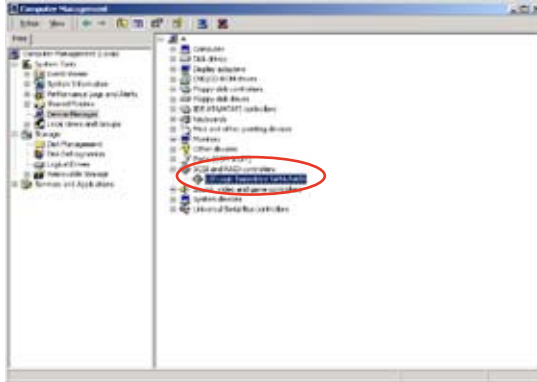 Computer Management
Action View
Tree
Computer Management (Local)
System Tools
Event Viewer
System Information
Performance Logs and Alerts
Shared Folders
Device Manager
Local Users and Groups
Storage
Disk Management
Disk Defragmenter
Logical Drives
Removable Storage
Services and Applications
Computer
Disk drives
Display adapters
DVD/CD-ROM drives
Floppy disk controllers
Floppy disk drives
IDE ATA/ATAPI controllers
Keyboards
Mice and other pointing devices
Monitors
Other devices
Ports (COM & LPT)
SCSI and RAID controllers
Sound, video and game controllers
System devices
Universal Serial Bus controllers